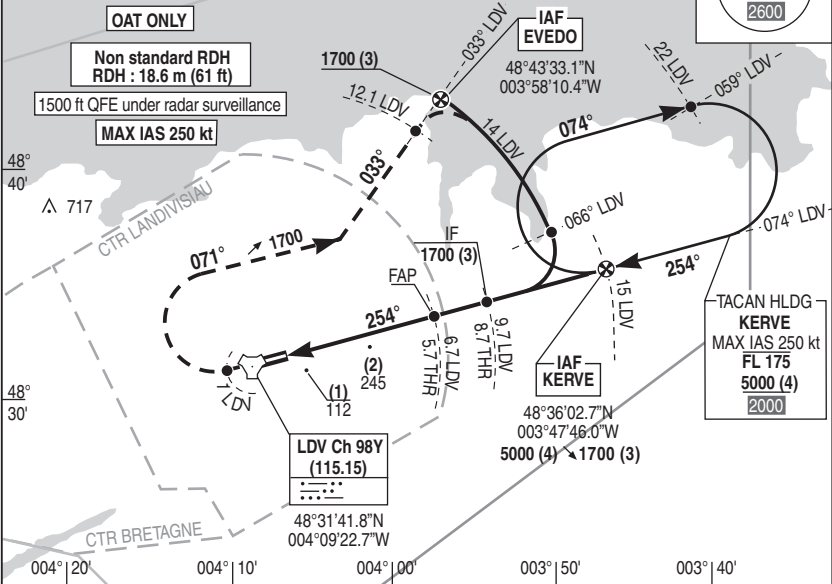 OAT ONLY
Non standard RDH
RDH : 18.6 m (61 ft)
1500 ft QFE under radar surveillance
MAX IAS 250 kt
2600
IAF
EVEDO
48°43'33.1"N
003°58'10.4"W
1700 (3)
033° LDV
12.1 LDV
14 LDV
22 LDV
059° LDV
074°
033°
48°
40'
717
CTR LANDIVISIAU
071°
1700
066° LDV
074° LDV
IF
1700 (3)
FAP
254°
254°
15 LDV
9.7 LDV
8.7 THR
6.7 LDV
5.7 THR
(2)
245
(1)
112
1 LDV
TACAN HLDG
KERVE
MAX IAS 250 kt
FL 175
5000 (4)
2000
IAF
KERVE
48°36'02.7"N
003°47'46.0"W
5000 (4) ↘ 1700 (3)
48°
30'
LDV Ch 98Y
(115.15)
48°31'41.8"N
004°09'22.7"W
CTR BRETAGNE
004° 20'
004° 10'
004° 00'
003° 50'
003° 40'